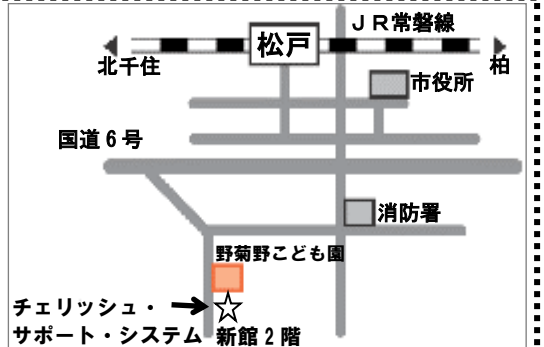 JR常磐線
松戸
北千住
柏
市役所
国道6号
消防署
野菊野こども園
チェリッシュ・
サポート・システム
新館2階